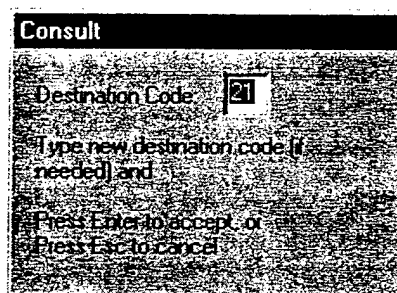 Consult
Destination Code: 21
Type new destination code (if
needed) and
Press Enter to accept, or
Press Esc to cancel